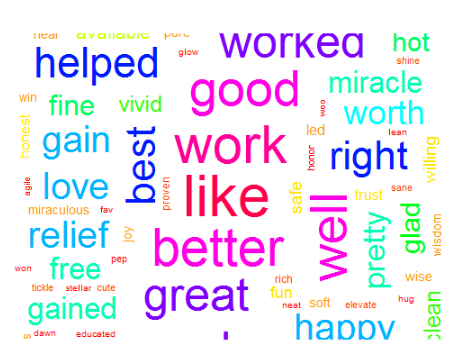 near
available
pure
worked
hot
glow
shine
helped
good
miracle
win
fine
vivid
worth
woo
honest
gain
best
work
led
lean
honor
right
willing
agile
love
proven
like
safe
trust
sane
miraculous
fav
well
pretty
glad
wisdom
relief
joy
better
won
free
pep
tickle
stellar
cute
great
rich
fun
neat
soft
elevate
wise
hug
gained
clean
dawn
educated
happy